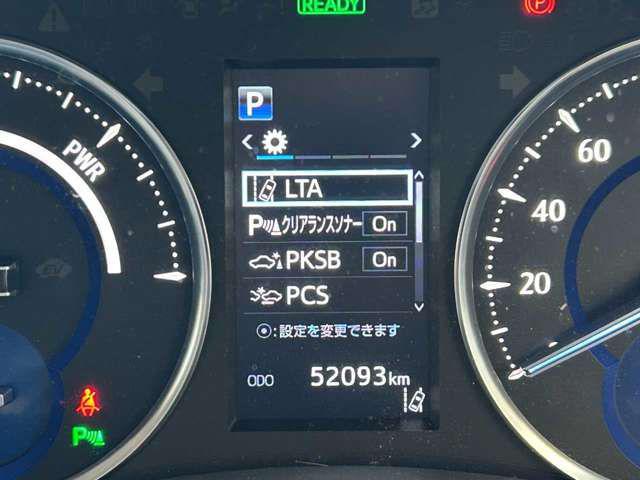 READY
P
P
PWR
LTA
P クリアランスソナー On
PKSB On
PCS
⦿:設定を変更できます
ODO 52093km
60
40
20
EV
P